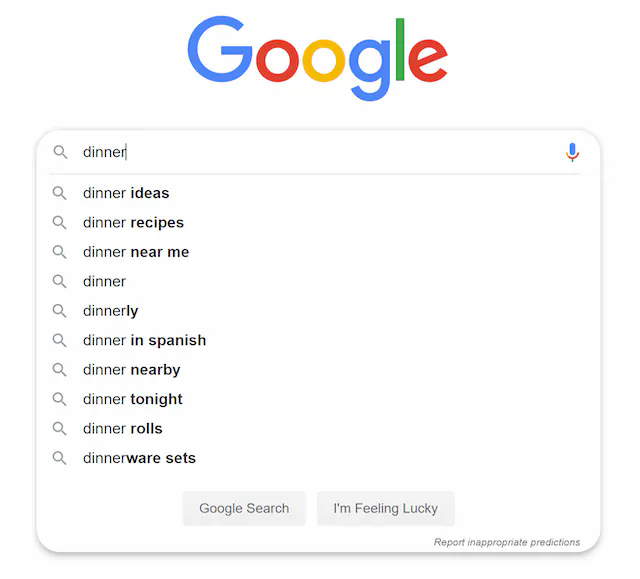 Google
dinner
dinner ideas
dinner recipes
dinner near me
dinner
dinnerly
dinner in spanish
dinner nearby
dinner tonight
dinner rolls
dinnerware sets
Google Search I'm Feeling Lucky
Report inappropriate predictions